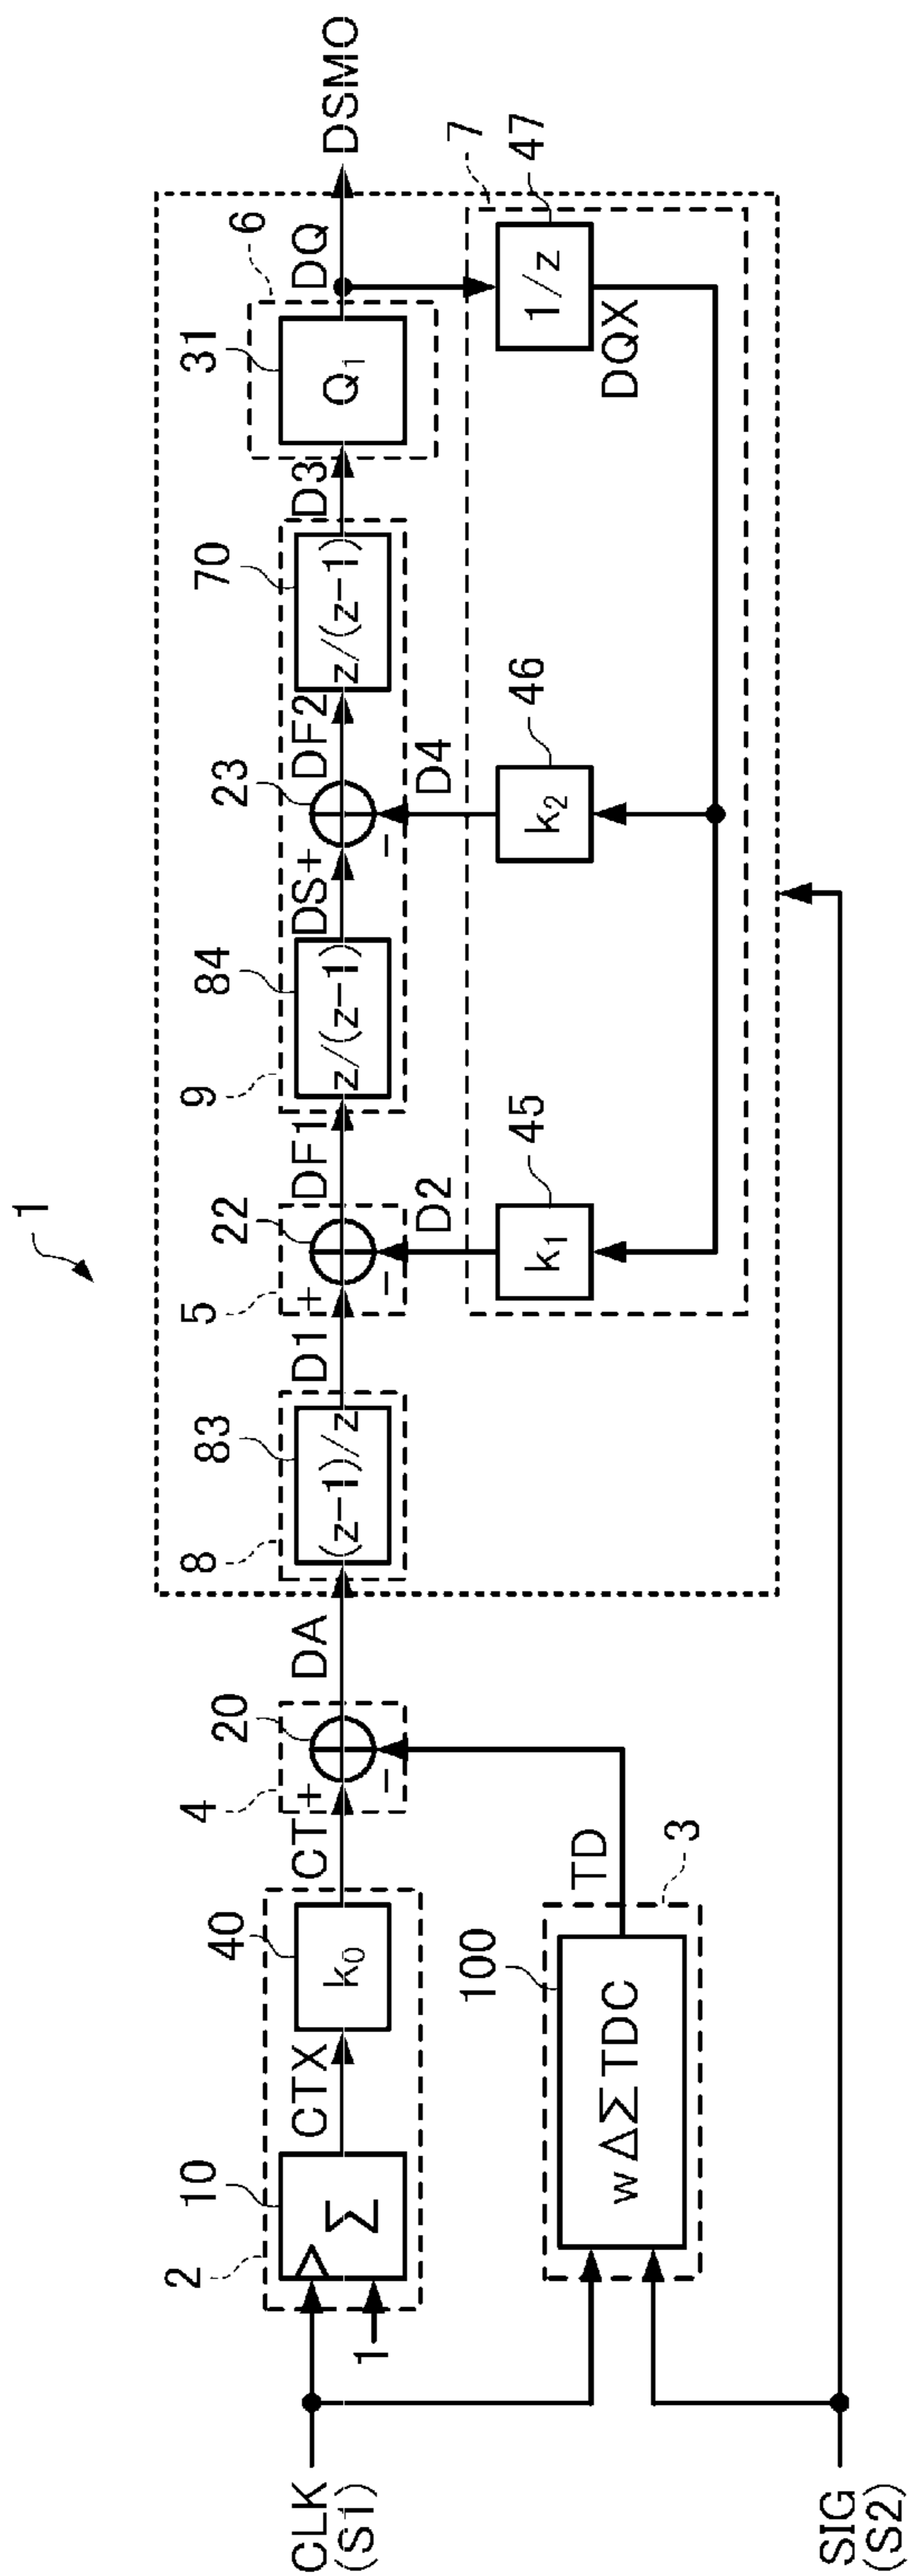 1
CLK
(S1)
1
2
10
Σ
CTX
40
k0
CT
4
20
+
−
DA
8
83
(z−1)/z
D1
5
22
+
−
DF1
9
84
z/(z−1)
DS
23
+
−
DF2
70
z/(z−1)
D3
31
Q1
6
DQ
DSMO
D2
D4
7
45
k1
46
k2
47
1/z
DQX
100
wΔΣTDC
TD
3
SIG
(S2)